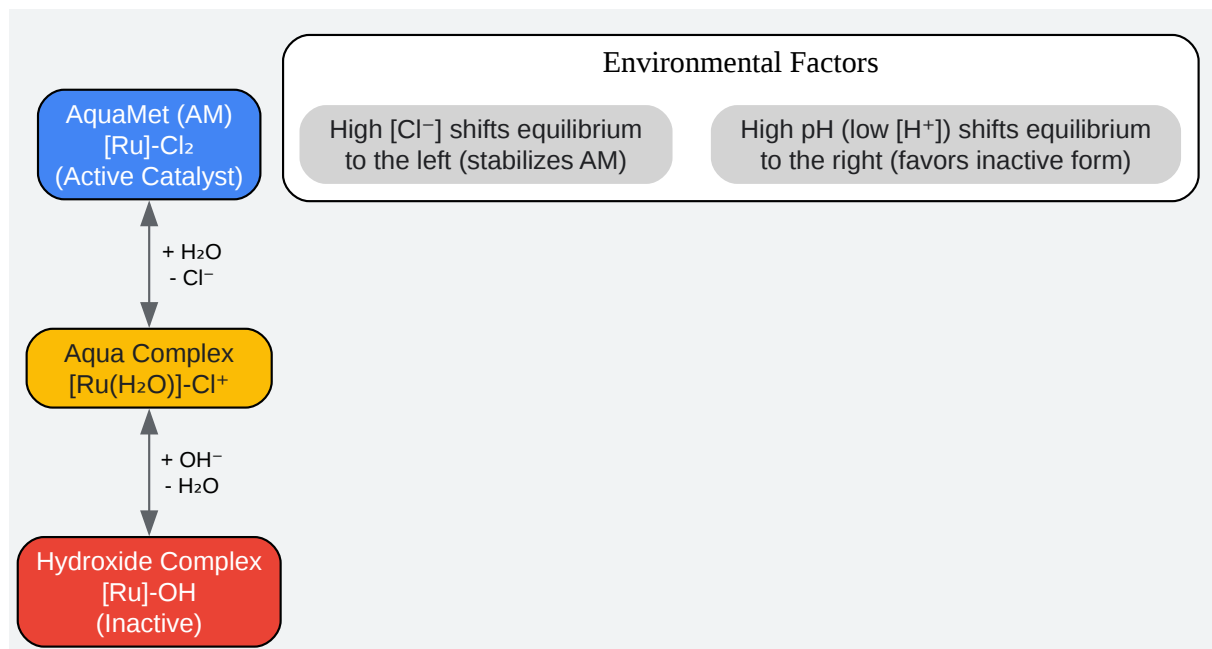 Environmental Factors
AquaMet (AM)
[Ru]-Cl₂
(Active Catalyst)
High [Cl⁻] shifts equilibrium
to the left (stabilizes AM)
High pH (low [H⁺]) shifts equilibrium
to the right (favors inactive form)
+ H₂O
- Cl⁻
Aqua Complex
[Ru(H₂O)]-Cl⁺
+ OH⁻
- H₂O
Hydroxide Complex
[Ru]-OH
(Inactive)